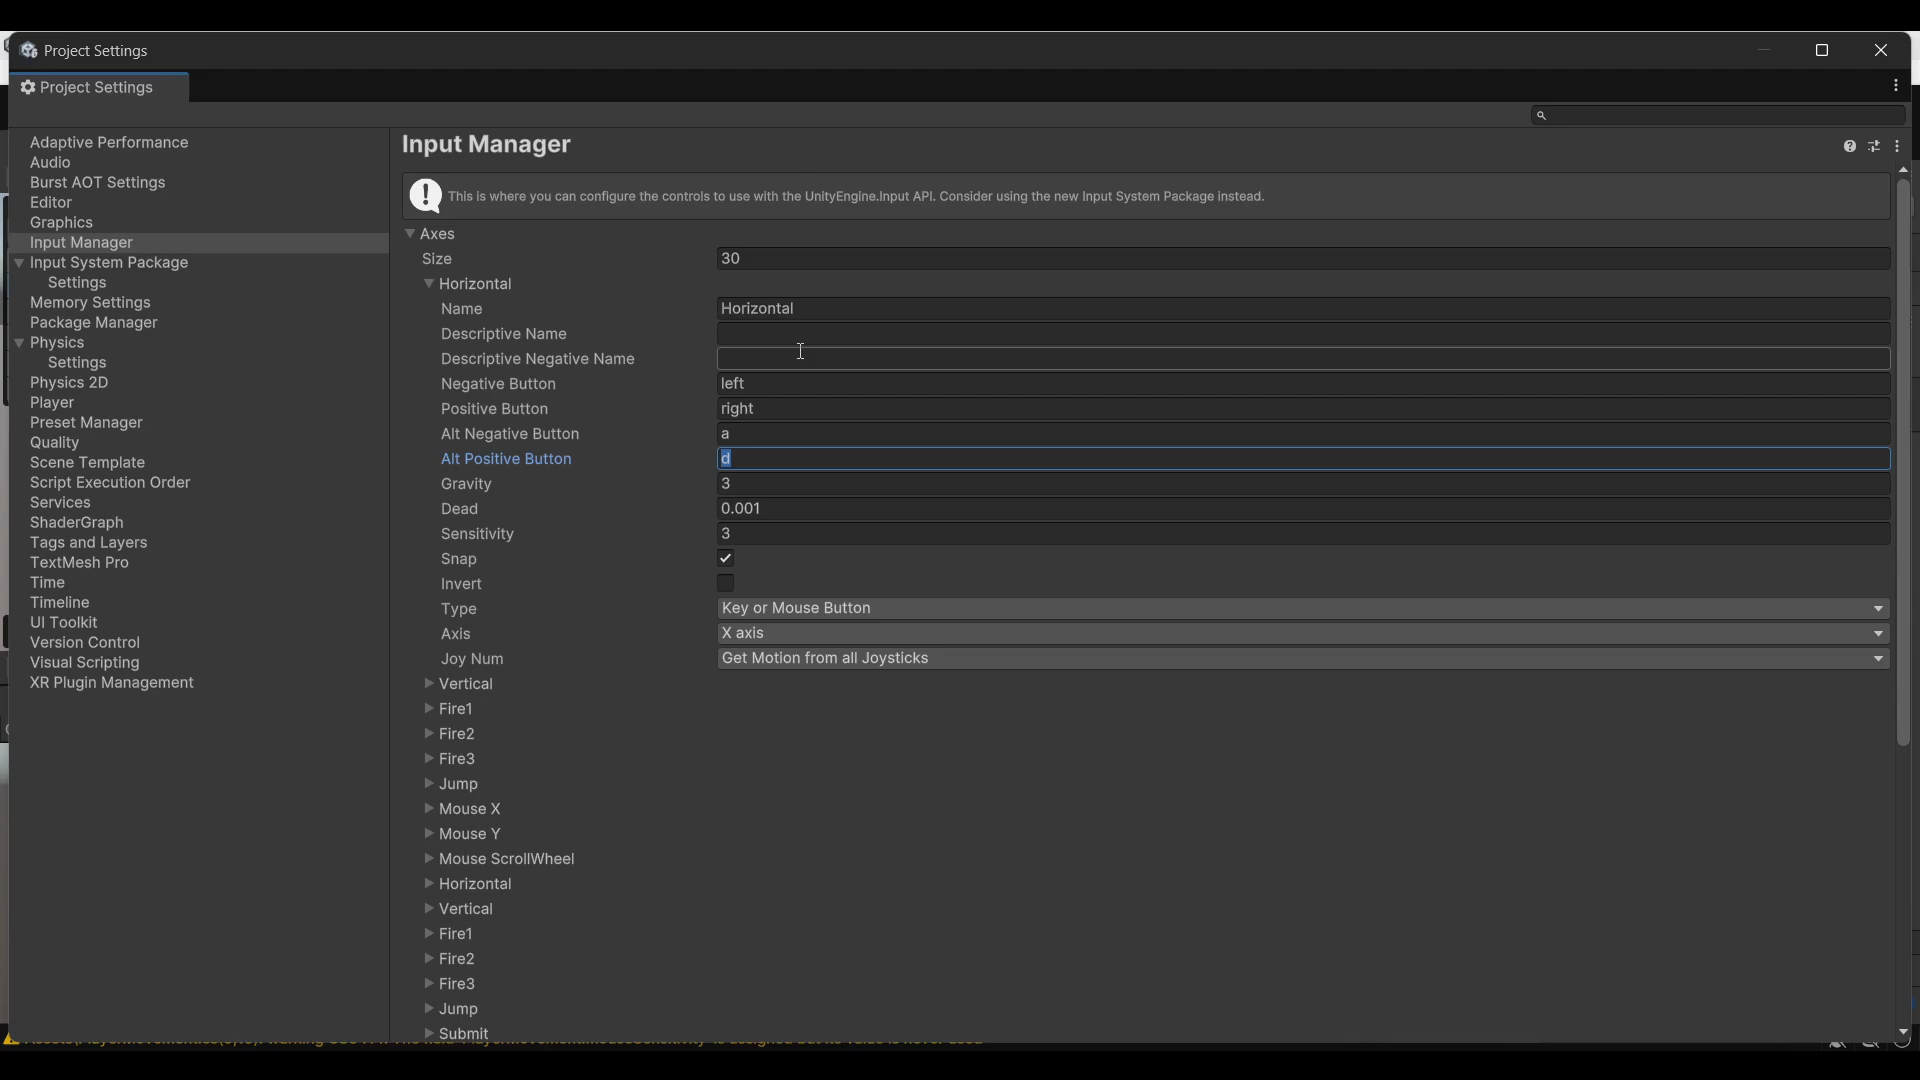 Project Settings
Project Settings
Adaptive Performance
Audio
Burst AOT Settings
Editor
Graphics
Input Manager
Input System Package
Settings
Memory Settings
Package Manager
Physics
Settings
Physics 2D
Player
Preset Manager
Quality
Scene Template
Script Execution Order
Services
ShaderGraph
Tags and Layers
TextMesh Pro
Time
Timeline
UI Toolkit
Version Control
Visual Scripting
XR Plugin Management
Input Manager
This is where you can configure the controls to use with the UnityEngine.Input API. Consider using the new Input System Package instead.
Axes
Size 30
Horizontal
Name Horizontal
Descriptive Name
Descriptive Negative Name
Negative Button left
Positive Button right
Alt Negative Button a
Alt Positive Button d
Gravity 3
Dead 0.001
Sensitivity 3
Snap
Invert
Type Key or Mouse Button
Axis X axis
Joy Num Get Motion from all Joysticks
Vertical
Fire1
Fire2
Fire3
Jump
Mouse X
Mouse Y
Mouse ScrollWheel
Horizontal
Vertical
Fire1
Fire2
Fire3
Jump
Submit